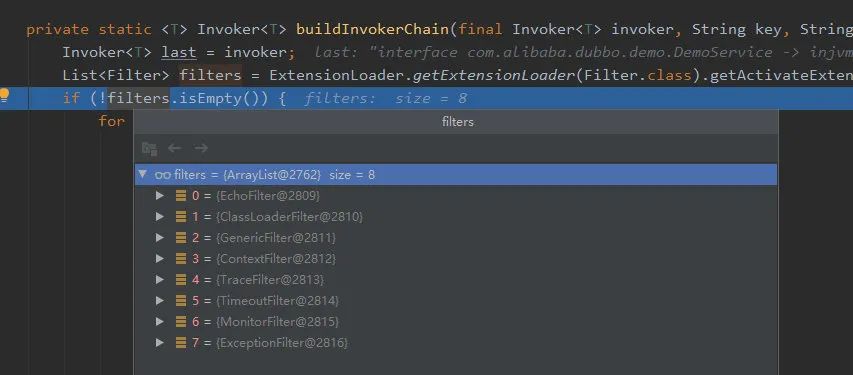 private static <T> Invoker<T> buildInvokerChain(final Invoker<T> invoker, String key, String
Invoker<T> last = invoker; last: "interface com.alibaba.dubbo.demo.DemoService -> injvm
List<Filter> filters = ExtensionLoader.getExtensionLoader(Filter.class).getActivateExten
if (!filters.isEmpty()) { filters: size = 8
for
filters
filters = {ArrayList@2762} size = 8
0 = {EchoFilter@2809}
1 = {ClassLoaderFilter@2810}
2 = {GenericFilter@2811}
3 = {ContextFilter@2812}
4 = {TraceFilter@2813}
5 = {TimeoutFilter@2814}
6 = {MonitorFilter@2815}
7 = {ExceptionFilter@2816}